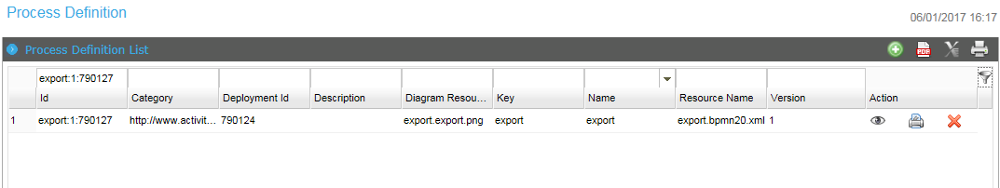 Process Definition
06/01/2017 16:17
Process Definition List
PDF
export:1:790127
Id Category Deployment Id Description Diagram Resou... Key Name Resource Name Version Action
1 export:1:790127 http://www.activit... 790124 export.export.png export export export.bpmn20.xml 1